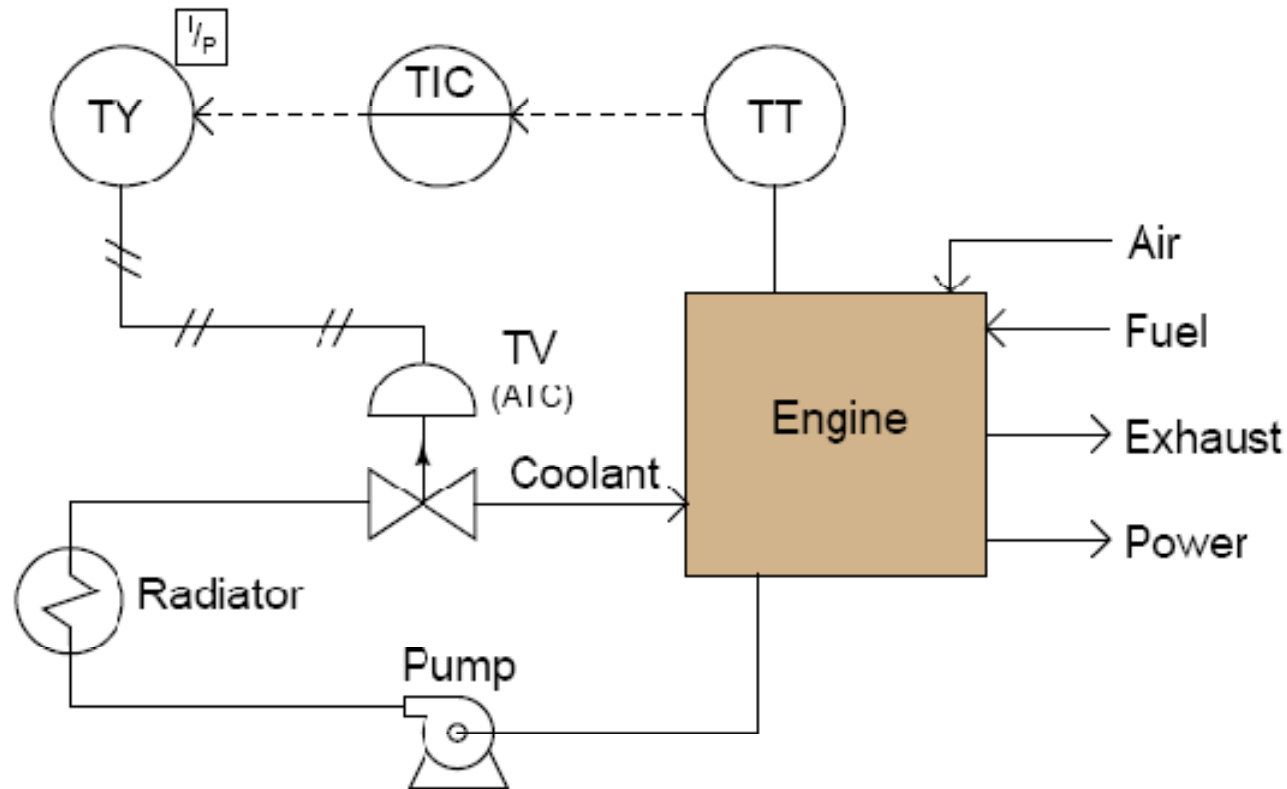 I/P
TY
TIC
TT
Air
TV
(ATC)
Fuel
Engine
Coolant
Exhaust
Power
Radiator
Pump